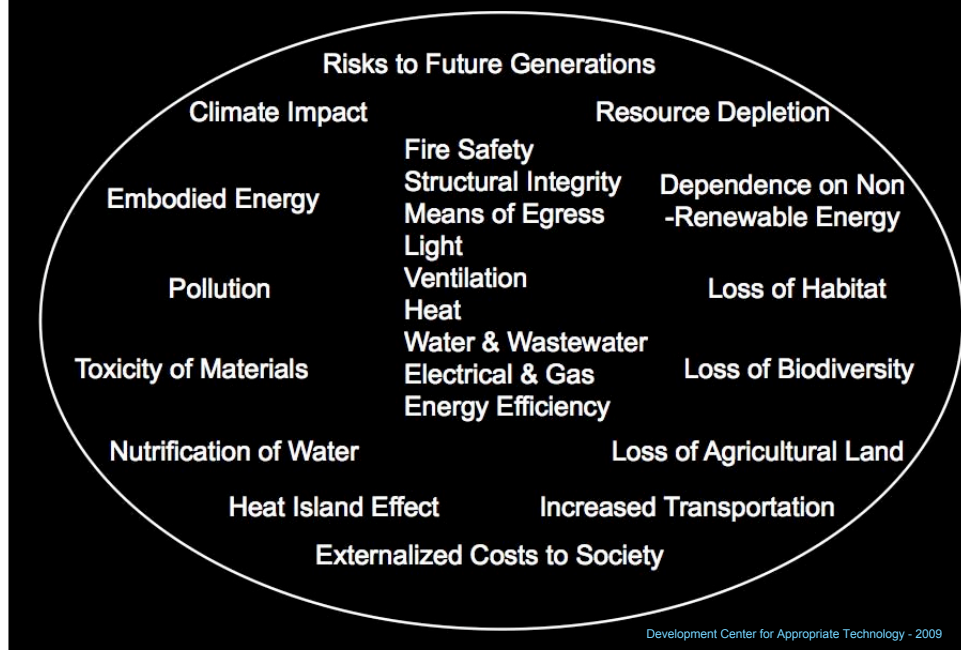 Risks to Future Generations
Climate Impact
Resource Depletion
Fire Safety
Structural Integrity
Means of Egress
Light
Ventilation
Heat
Water & Wastewater
Electrical & Gas
Energy Efficiency
Embodied Energy
Dependence on Non
-Renewable Energy
Pollution
Loss of Habitat
Toxicity of Materials
Loss of Biodiversity
Nutrification of Water
Loss of Agricultural Land
Heat Island Effect
Increased Transportation
Externalized Costs to Society
Development Center for Appropriate Technology - 2009